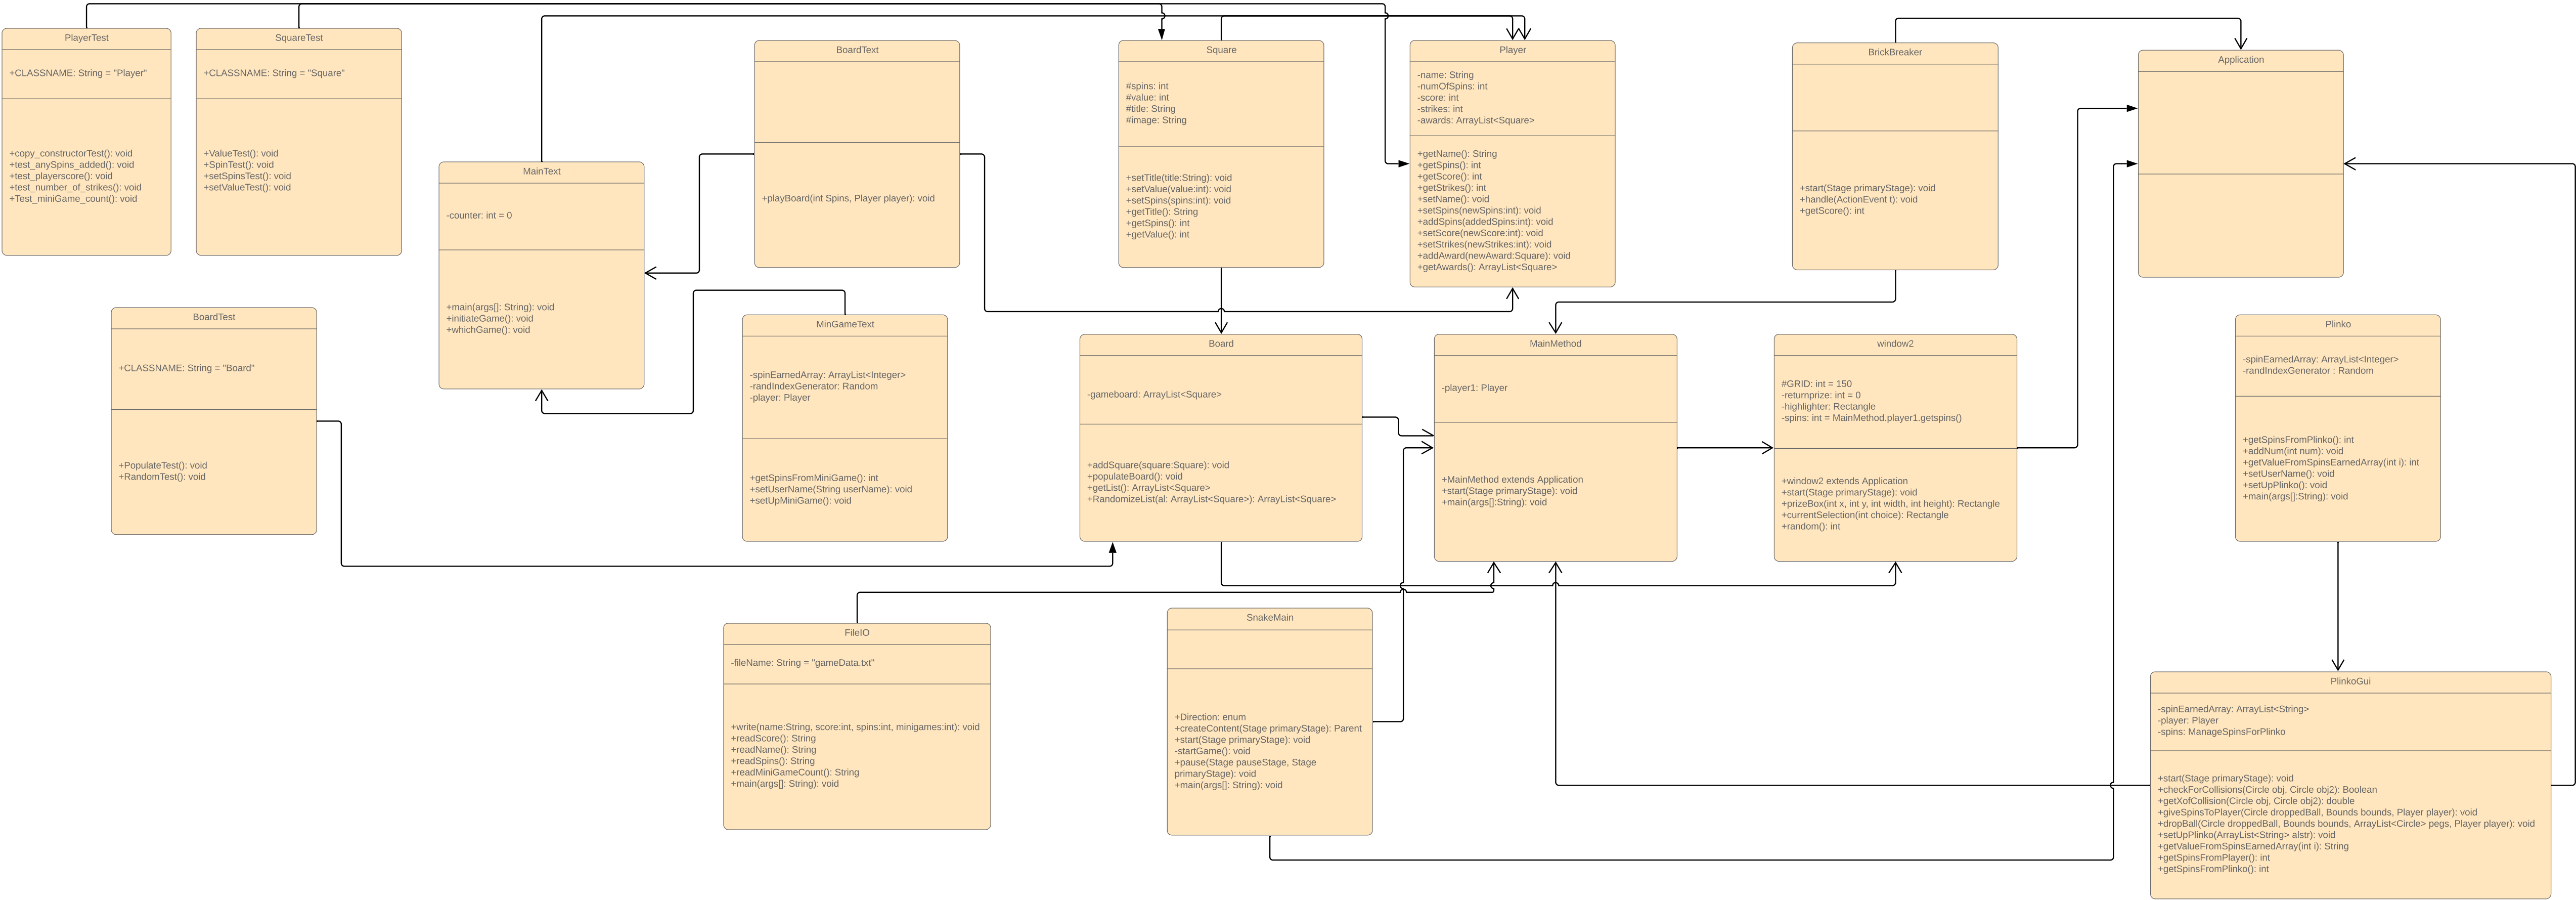 PlayerTest
+CLASSNAME: String = "Player"
+copy_constructorTest(): void
+test_anySpins_added(): void
+test_playerscore(): void
+test_number_of_strikes(): void
+Test_miniGame_count(): void
SquareTest
+CLASSNAME: String = "Square"
+ValueTest(): void
+SpinTest(): void
+setSpinsTest(): void
+setValueTest(): void
MainText
-counter: int = 0
+main(args[]: String): void
+initiateGame(): void
+whichGame(): void
BoardText
+playBoard(int Spins, Player player): void
Square
#spins: int
#value: int
#title: String
#image: String
+setTitle(title:String): void
+setValue(value:int): void
+setSpins(spins:int): void
+getTitle(): String
+getSpins(): int
+getValue(): int
Player
-name: String
-numOfSpins: int
-score: int
-strikes: int
-awards: ArrayList<Square>
+getName(): String
+getSpins(): int
+getScore(): int
+getStrikes(): int
+setName(): void
+setSpins(newSpins:int): void
+addSpins(addedSpins:int): void
+setScore(newScore:int): void
+setStrikes(newStrikes:int): void
+addAward(newAward:Square): void
+getAwards(): ArrayList<Square>
BrickBreaker
+start(Stage primaryStage): void
+handle(ActionEvent t): void
+getScore(): int
Application
BoardTest
+CLASSNAME: String = "Board"
+PopulateTest(): void
+RandomTest(): void
MinGameText
-spinEarnedArray: ArrayList<Integer>
-randIndexGenerator: Random
-player: Player
+getSpinsFromMiniGame(): int
+setUserName(String userName): void
+setUpMiniGame(): void
Board
-gameboard: ArrayList<Square>
+addSquare(square:Square): void
+populateBoard(): void
+getList(): ArrayList<Square>
+RandomizeList(al: ArrayList<Square>): ArrayList<Square>
MainMethod
-player1: Player
+MainMethod extends Application
+start(Stage primaryStage): void
+main(args[]:String): void
window2
#GRID: int = 150
-returnprize: int = 0
-highlighter: Rectangle
-spins: int = MainMethod.player1.getspins()
+window2 extends Application
+start(Stage primaryStage): void
+prizeBox(int x, int y, int width, int height): Rectangle
+currentSelection(int choice): Rectangle
+random(): int
Plinko
-spinEarnedArray: ArrayList<Integer>
-randIndexGenerator : Random
+getSpinsFromPlinko(): int
+addNum(int num): void
+getValueFromSpinsEarnedArray(int i): int
+setUserName(): void
+setUpPlinko(): void
+main(args[]:String): void
FileIO
-fileName: String = "gameData.txt"
+write(name:String, score:int, spins:int, minigames:int): void
+readScore(): String
+readName(): String
+readSpins(): String
+readMiniGameCount(): String
+main(args[]: String): void
SnakeMain
+Direction: enum
+createContent(Stage primaryStage): Parent
+start(Stage primaryStage): void
-startGame(): void
+pause(Stage pauseStage, Stage
primaryStage): void
+main(args[]: String): void
PlinkoGui
-spinEarnedArray: ArrayList<String>
-player: Player
-spins: ManageSpinsForPlinko
+start(Stage primaryStage): void
+checkForCollisions(Circle obj, Circle obj2): Boolean
+getXofCollision(Circle obj, Circle obj2): double
+giveSpinsToPlayer(Circle droppedBall, Bounds bounds, Player player): void
+dropBall(Circle droppedBall, Bounds bounds, ArrayList<Circle> pegs, Player player): void
+setUpPlinko(ArrayList<String> alstr): void
+getValueFromSpinsEarnedArray(int i): String
+getSpinsFromPlayer(): int
+getSpinsFromPlinko(): int